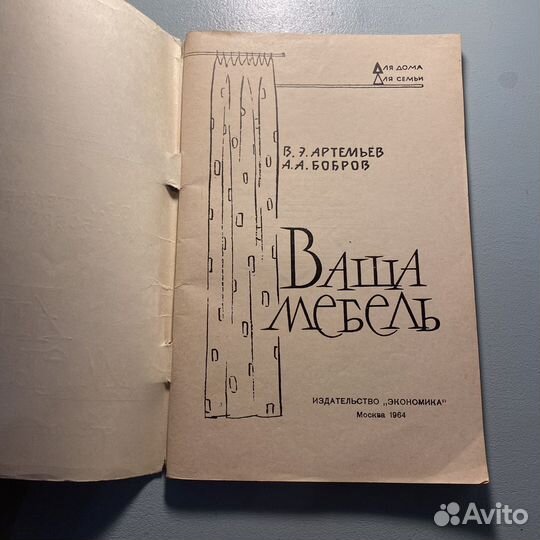 Для дома
Для семьи
В. Э. АРТЕМЬЕВ
А. А. БОБРОВ
ВАША
МЕБЕЛЬ
ИЗДАТЕЛЬСТВО „ЭКОНОМИКА"
Москва 1964
Avito